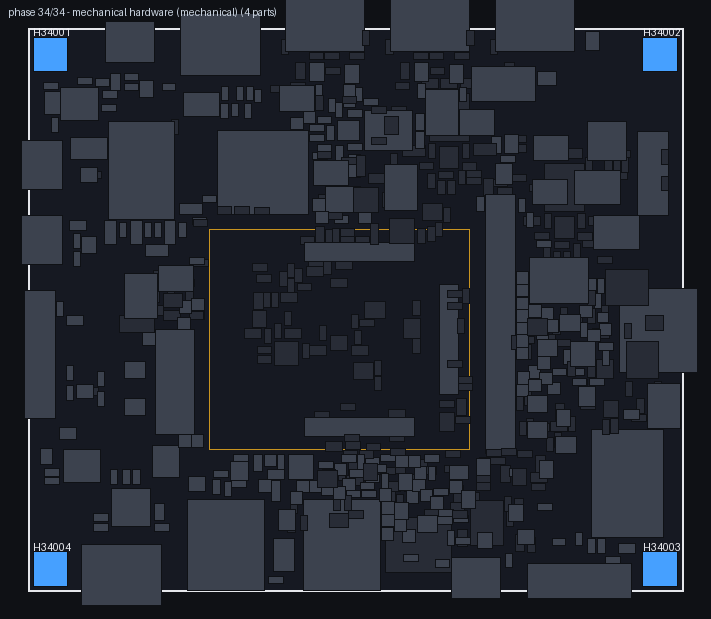 phase 34/34 - mechanical hardware (mechanical) (4 parts)
H34001
H34002
H34004
H34003